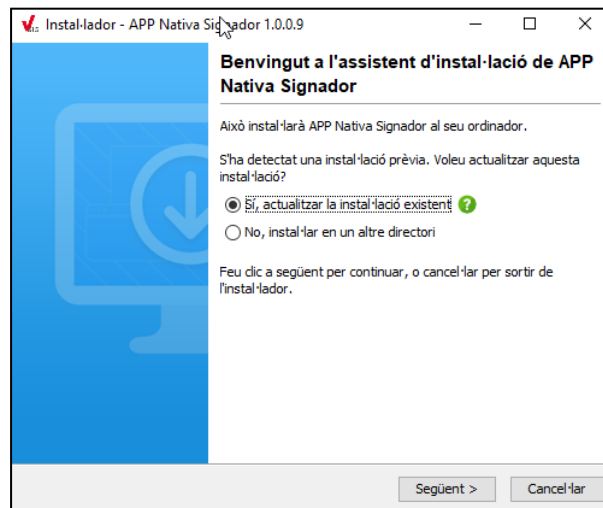 Instal·lador - APP Nativa Signador 1.0.0.9
Benvingut a l'assistent d'instal·lació de APP
Nativa Signador
Això instal·larà APP Nativa Signador al seu ordinador.
S'ha detectat una instal·lació prèvia. Voleu actualitzar aquesta
instal·lació?
Sí, actualitzar la instal·lació existent
No, instal·lar en un altre directori
Feu clic a següent per continuar, o cancel·lar per sortir de
l'instal·lador.
Següent >
Cancel·lar